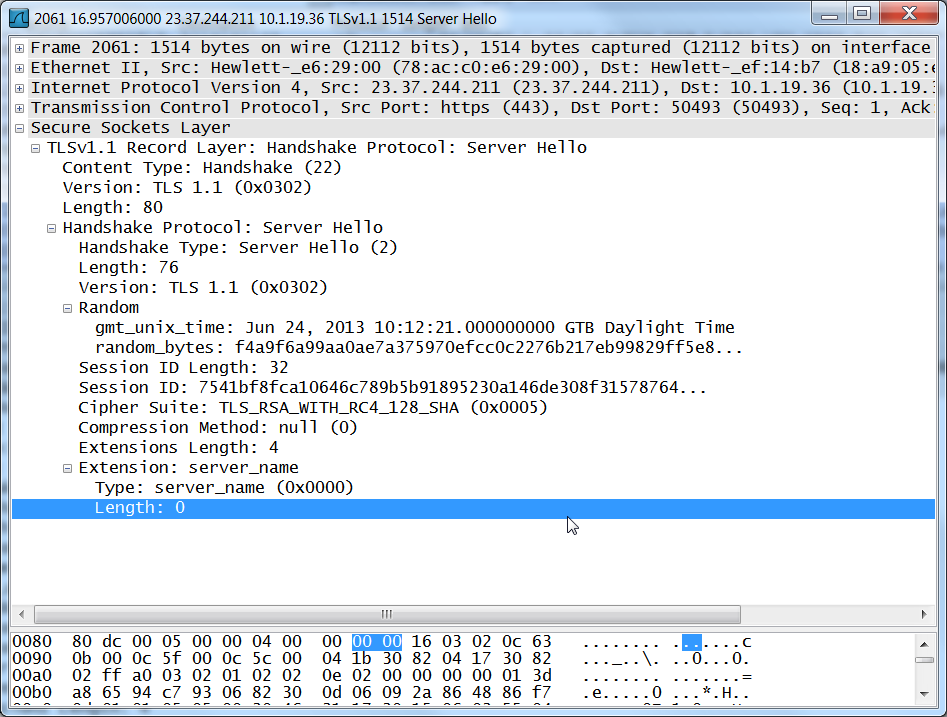 2061 16.957006000 23.37.244.211 10.1.19.36 TLSv1.1 1514 Server Hello
Frame 2061: 1514 bytes on wire (12112 bits), 1514 bytes captured (12112 bits) on interface
Ethernet II, Src: Hewlett-_e6:29:00 (78:ac:c0:e6:29:00), Dst: Hewlett-_ef:14:b7 (18:a9:05:e
Internet Protocol Version 4, Src: 23.37.244.211 (23.37.244.211), Dst: 10.1.19.36 (10.1.19.3
Transmission Control Protocol, Src Port: https (443), Dst Port: 50493 (50493), Seq: 1, Ack:
Secure Sockets Layer
TLSv1.1 Record Layer: Handshake Protocol: Server Hello
Content Type: Handshake (22)
Version: TLS 1.1 (0x0302)
Length: 80
Handshake Protocol: Server Hello
Handshake Type: Server Hello (2)
Length: 76
Version: TLS 1.1 (0x0302)
Random
gmt_unix_time: Jun 24, 2013 10:12:21.000000000 GTB Daylight Time
random_bytes: f4a9f6a99aa0ae7a375970efcc0c2276b217eb99829ff5e8...
Session ID Length: 32
Session ID: 7541bf8fca10646c789b5b91895230a146de308f31578764...
Cipher Suite: TLS_RSA_WITH_RC4_128_SHA (0x0005)
Compression Method: null (0)
Extensions Length: 4
Extension: server_name
Type: server_name (0x0000)
Length: 0
0080 80 dc 00 05 00 00 04 00 00 00 00 16 03 02 0c 63 ........ .......c
0090 0b 00 0c 5f 00 0c 5c 00 04 1b 30 82 04 17 30 82 ..._..\. ..0...0.
00a0 02 ff a0 03 02 01 02 02 0e 02 00 00 00 00 01 3d ........ .......=
00b0 a8 65 94 c7 93 06 82 30 0d 06 09 2a 86 48 86 f7 .e.....0 ...*.H..